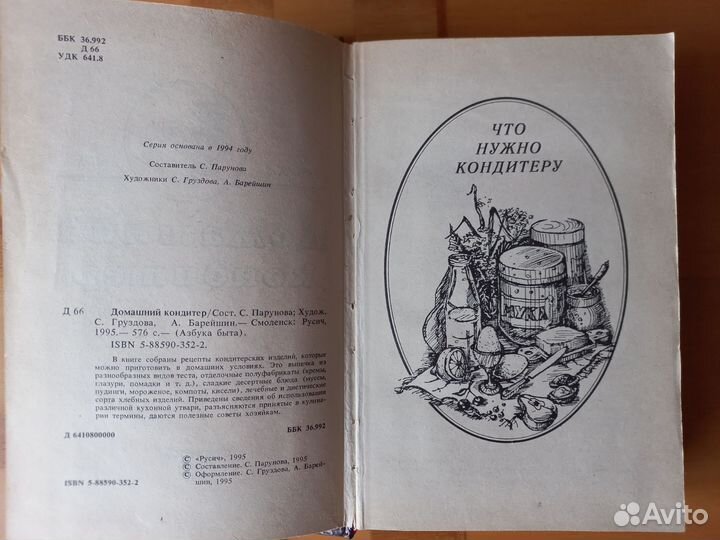 ББК 36.992
Д 66
УДК 641.8
Серия основана в 1994 году
Составитель С. Парунова
Художники С. Груздова, А. Барейшин
Д 66 Домашний кондитер/Сост. С. Парунова; Худож.
С. Груздова, А. Барейшин.— Смоленск: Русич,
1995.— 576 с.— (Азбука быта).
ISBN 5-88590-352-2.
В книге собраны рецепты кондитерских изделий, которые
можно приготовить в домашних условиях. Это выпечка из
разнообразных видов теста, отделочные полуфабрикаты (кремы,
глазури, помадки и т. д.), сладкие десертные блюда (муссы,
пудинги, мороженое, компоты, кисели), лечебные и диетические
сорта хлебных изделий. Приведены сведения об использовании
различной кухонной утвари, разъясняются принятые в кулина-
рии термины, даются полезные советы хозяйкам.
Д 6410800000 ББК 36.992
© «Русич», 1995
© Составление. С. Парунова, 1995
© Оформление. С. Груздова, А. Барей-
шин, 1995
ISBN 5-88590-352-2
ЧТО
НУЖНО
КОНДИТЕРУ
МУКА
Avito